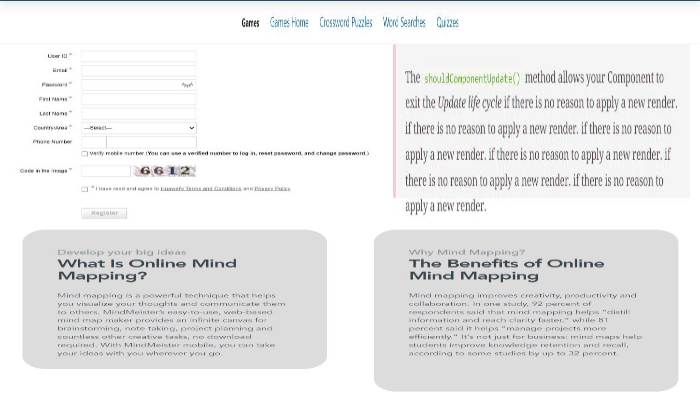 Games Games Home Crossword Puzzles Word Searches Quizzes
User ID *
Email *
Password *
First Name *
Last Name *
Country/Area * --Select--
Phone Number
Verify mobile number (You can use a verified number to log in, reset password, and change password.)
Code in the image * 6612
* I have read and agree to Huawei's Terms and Conditions and Privacy Policy
Register
The shouldComponentUpdate() method allows your Component to
exit the Update life cycle if there is no reason to apply a new render.
if there is no reason to apply a new render. if there is no reason to
apply a new render. if there is no reason to apply a new render. if
there is no reason to apply a new render. if there is no reason to
apply a new render.
Develop your big ideas
What Is Online Mind
Mapping?
Mind mapping is a powerful technique that helps
you visualize your thoughts and communicate them
to others. MindMeister's easy-to-use, web-based
mind map maker provides an infinite canvas for
brainstorming, note taking, project planning and
countless other creative tasks, no download
required. With MindMeister mobile, you can take
your ideas with you wherever you go.
Why Mind Mapping?
The Benefits of Online
Mind Mapping
Mind mapping improves creativity, productivity and
collaboration. In one study, 92 percent of
respondents said that mind mapping helps "distill
information and reach clarity faster," while 81
percent said it helps "manage projects more
efficiently." It's not just for business: mind maps help
students improve knowledge retention and recall,
according to some studies by up to 32 percent.